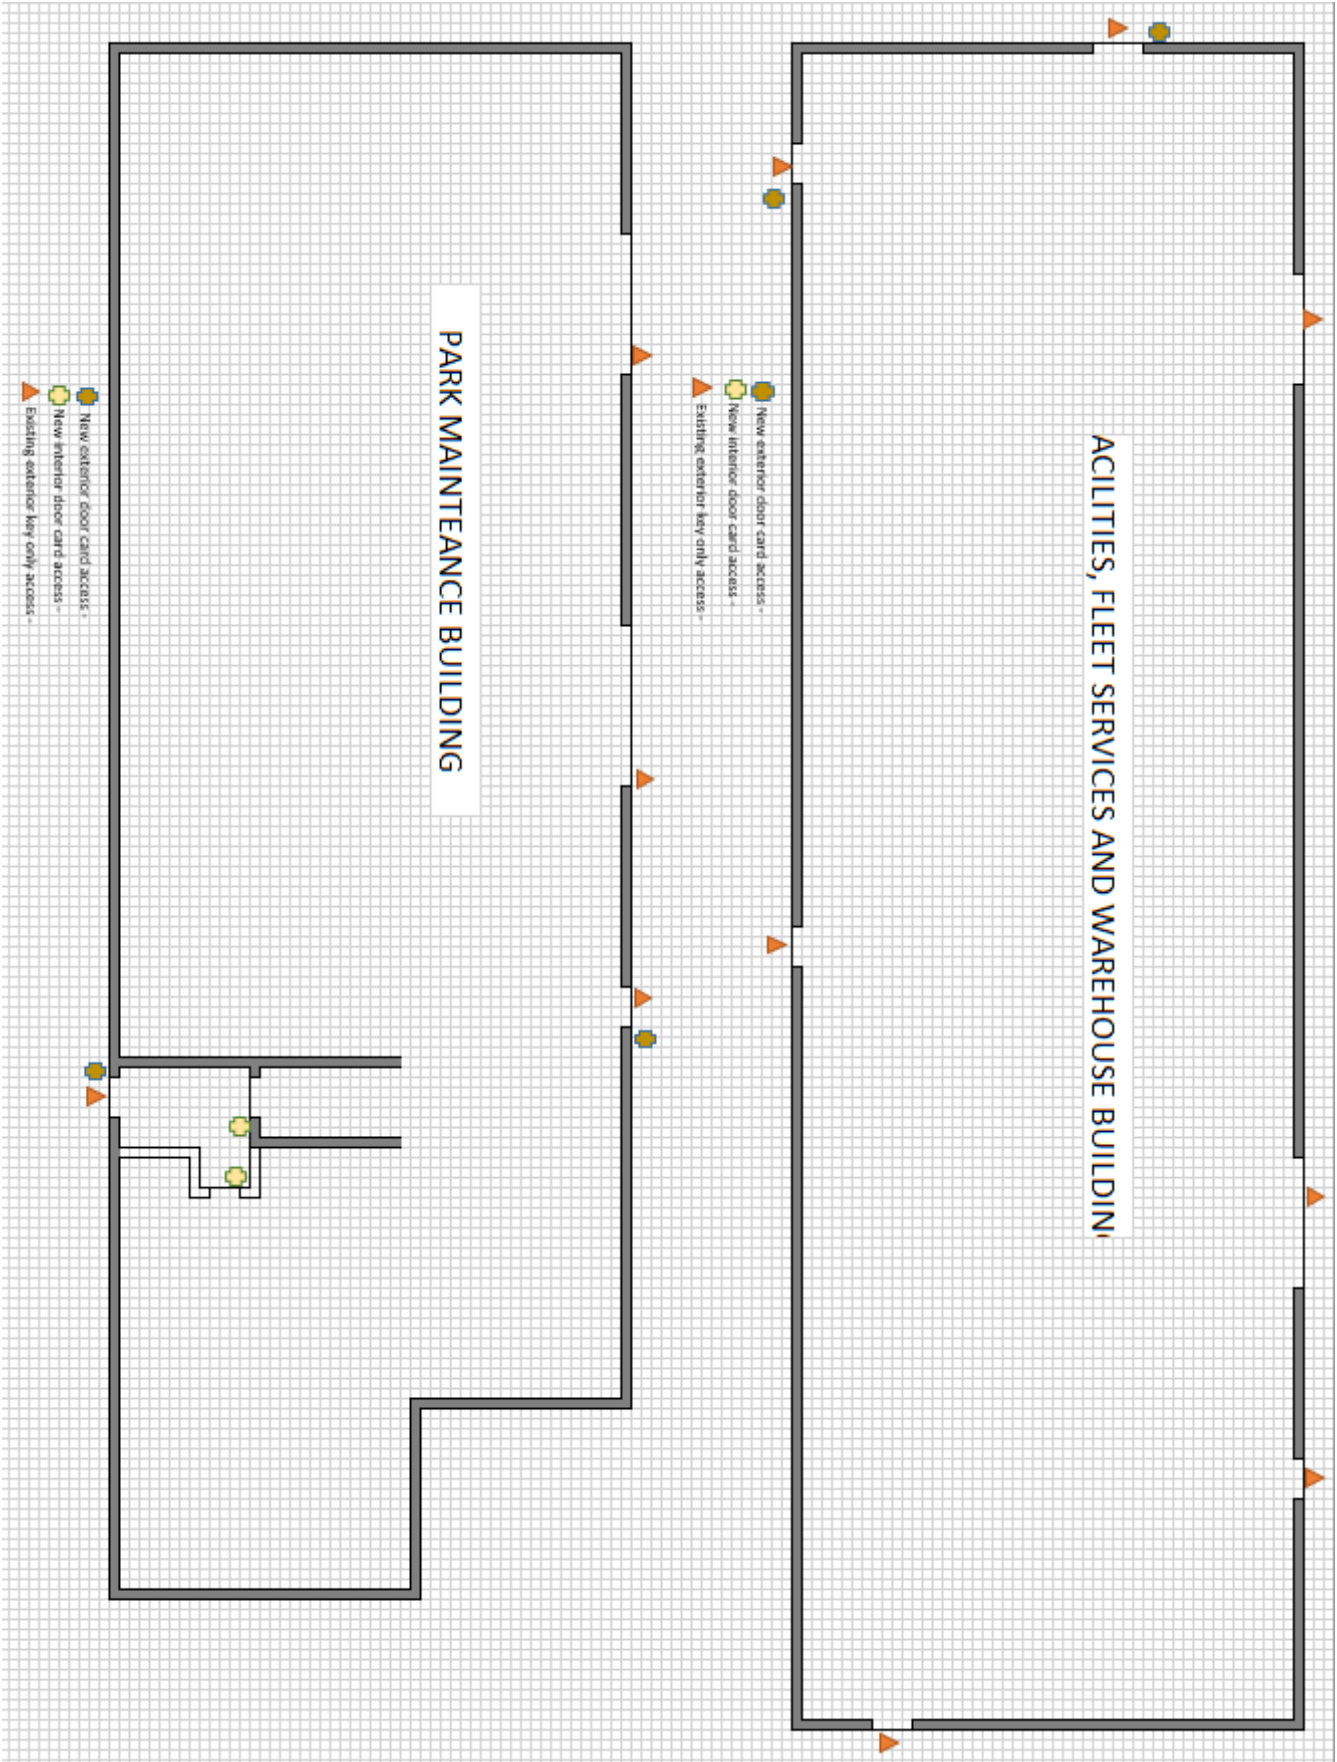 ACILITIES, FLEET SERVICES AND WAREHOUSE BUILDIN
New exterior door card access -
New interior door card access -
Existing exterior key only access -
PARK MAINTEANCE BUILDING
New exterior door card access -
New interior door card access -
Existing exterior key only access -